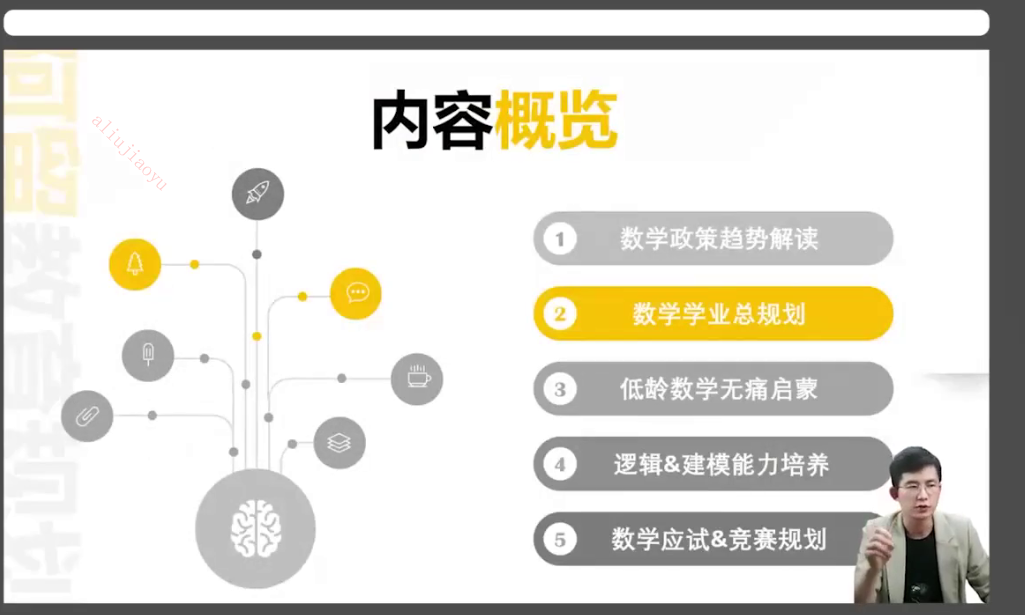 内容概览
aliujiaoyu
1 数学政策趋势解读
2 数学学业总规划
3 低龄数学无痛启蒙
4 逻辑&建模能力培养
5 数学应试&竞赛规划